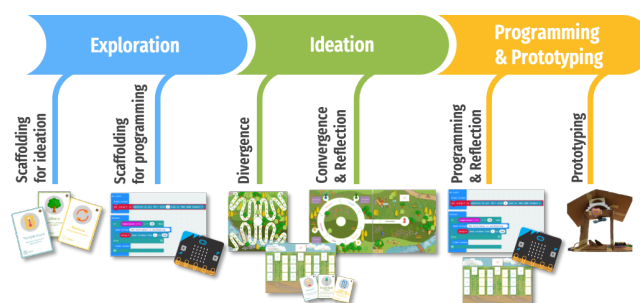 Exploration
Ideation
Programming
& Prototyping
Scaffolding
for ideation
Scaffolding
for programming
Divergence
Convergence
& Reflection
Programming
& Reflection
Prototyping